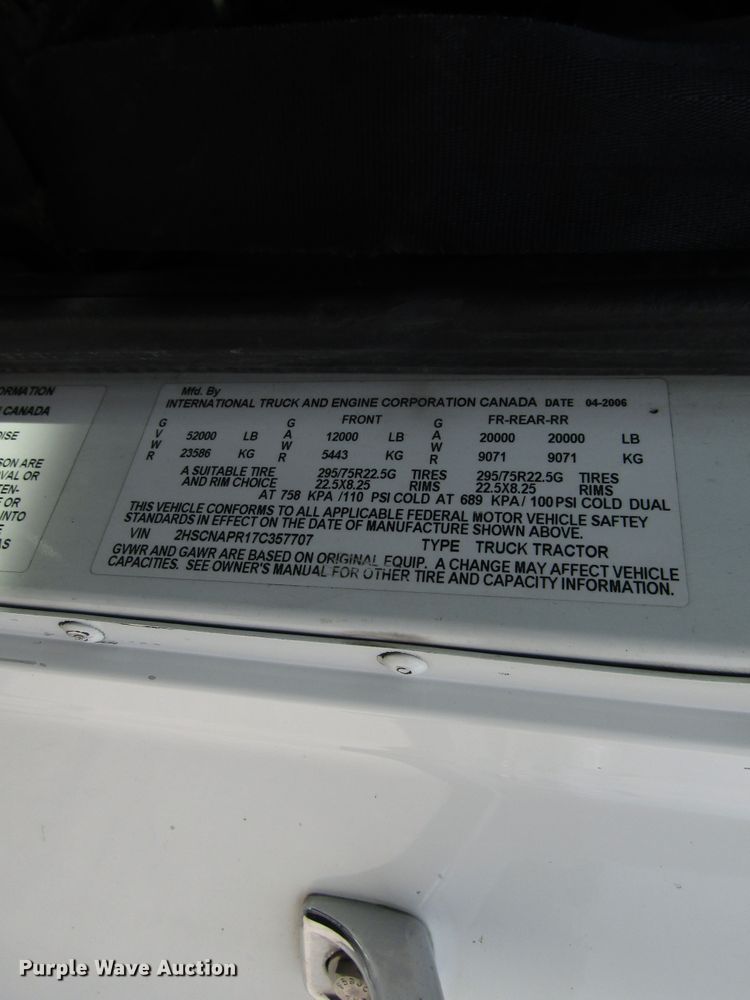 ORMATION
CANADA
ISE
SON ARE
VAL OR
TEN-
F OR
INTO
E
AS
Mfd. By
INTERNATIONAL TRUCK AND ENGINE CORPORATION CANADA DATE 04-2006
G G FRONT G FR-REAR-RR
V 52000 LB A 12000 LB A 20000 20000 LB
W W W
R 23586 KG R 5443 KG R 9071 9071 KG
A SUITABLE TIRE 295/75R22.5G TIRES 295/75R22.5G TIRES
AND RIM CHOICE 22.5X8.25 RIMS 22.5X8.25 RIMS
AT 758 KPA /110 PSI COLD AT 689 KPA / 100 PSI COLD DUAL
THIS VEHICLE CONFORMS TO ALL APPLICABLE FEDERAL MOTOR VEHICLE SAFTEY
STANDARDS IN EFFECT ON THE DATE OF MANUFACTURE SHOWN ABOVE.
VIN 2HSCNAPR17C357707 TYPE TRUCK TRACTOR
GVWR AND GAWR ARE BASED ON ORIGINAL EQUIP. A CHANGE MAY AFFECT VEHICLE
CAPACITIES. SEE OWNER'S MANUAL FOR OTHER TIRE AND CAPACITY INFORMATION.
Purple Wave Auction